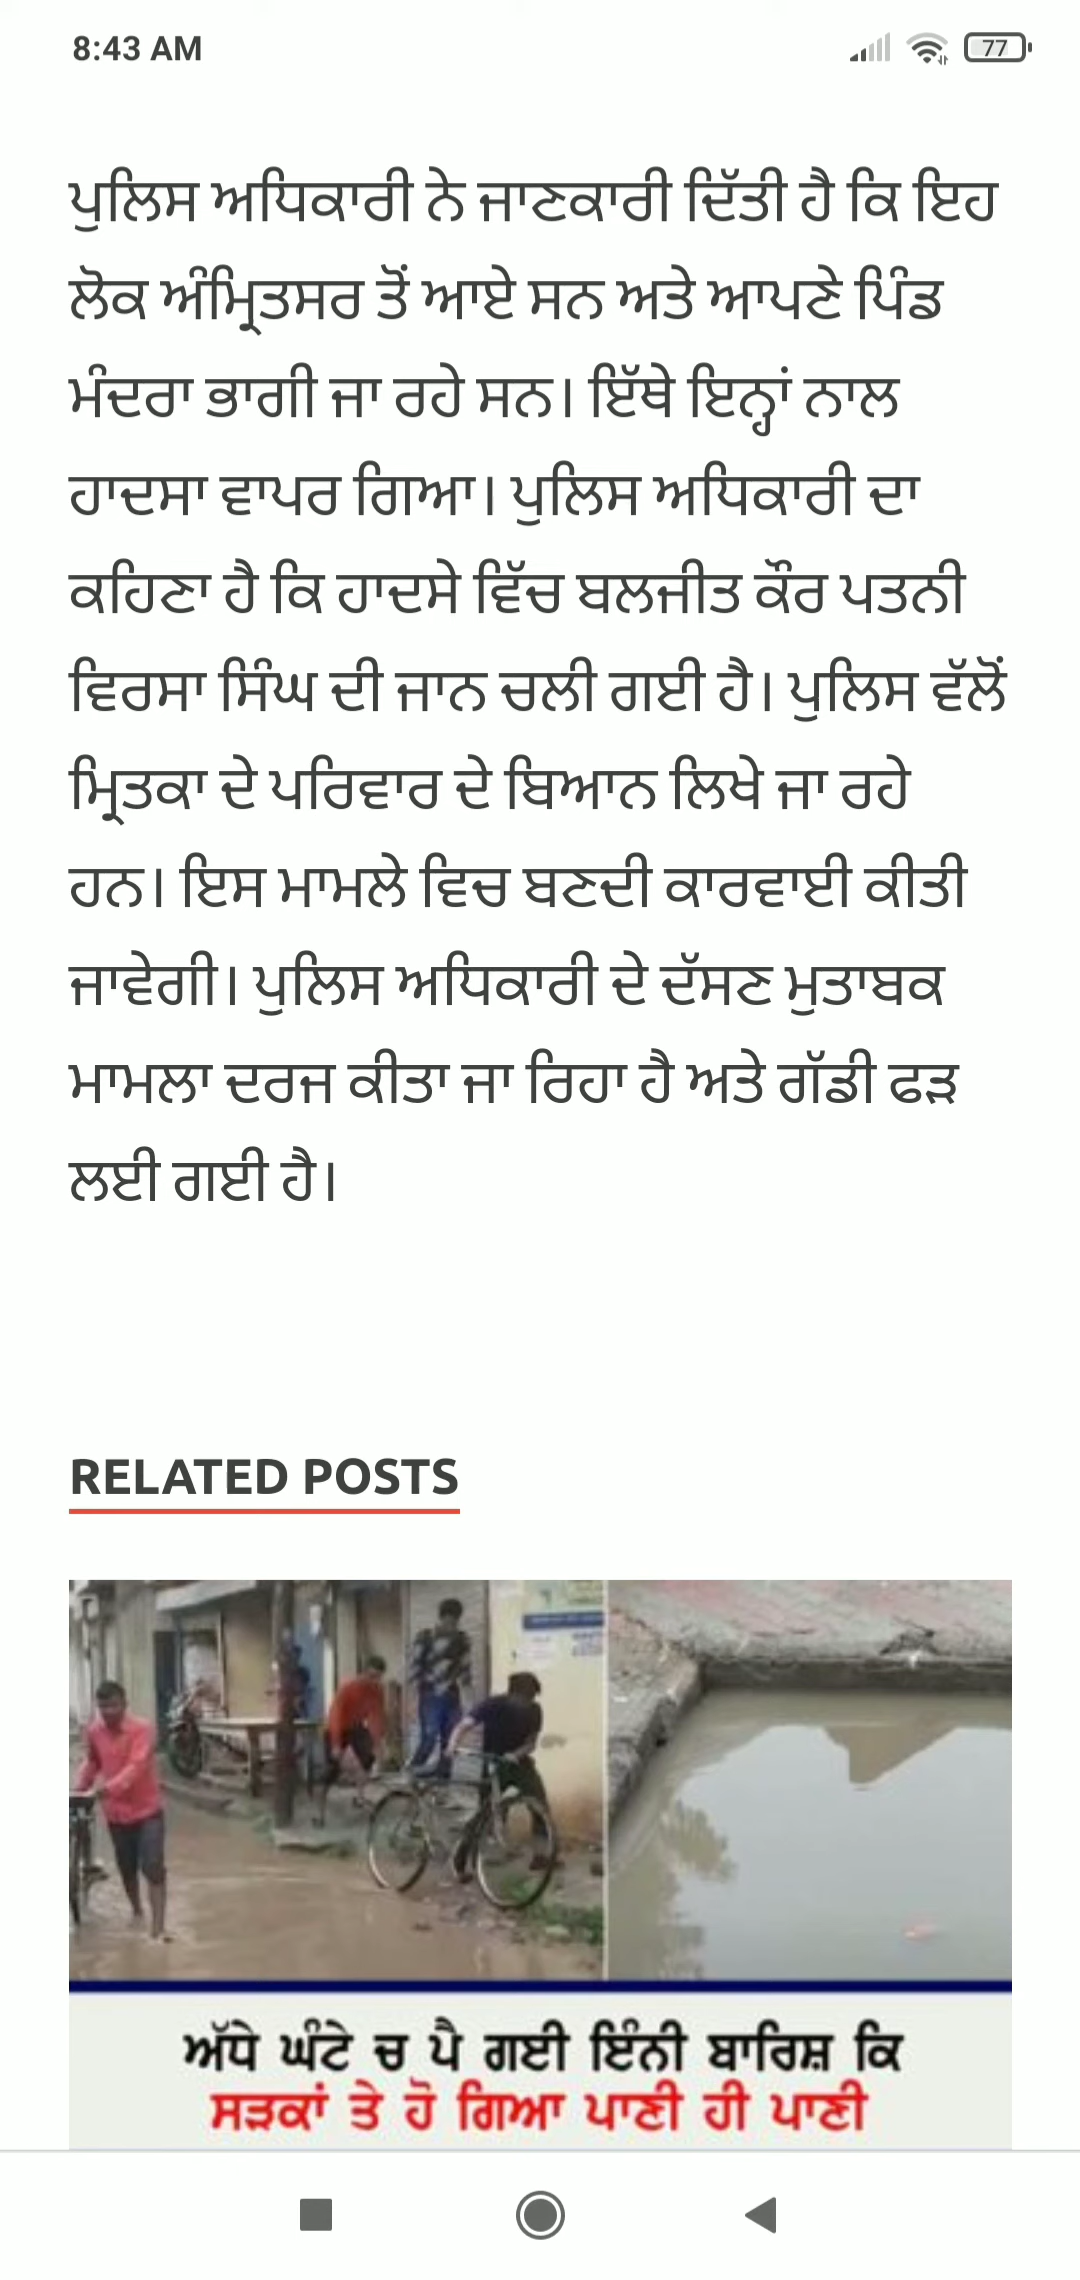 8:43 AM
77
ਪੁਲਿਸ ਅਧਿਕਾਰੀ ਨੇ ਜਾਣਕਾਰੀ ਦਿੱਤੀ ਹੈ ਕਿ ਇਹ
ਲੋਕ ਅੰਮ੍ਰਿਤਸਰ ਤੋਂ ਆਏ ਸਨ ਅਤੇ ਆਪਣੇ ਪਿੰਡ
ਮੰਦਰਾ ਭਾਗੀ ਜਾ ਰਹੇ ਸਨ। ਇੱਥੇ ਇਨ੍ਹਾਂ ਨਾਲ
ਹਾਦਸਾ ਵਾਪਰ ਗਿਆ। ਪੁਲਿਸ ਅਧਿਕਾਰੀ ਦਾ
ਕਹਿਣਾ ਹੈ ਕਿ ਹਾਦਸੇ ਵਿੱਚ ਬਲਜੀਤ ਕੌਰ ਪਤਨੀ
ਵਿਰਸਾ ਸਿੰਘ ਦੀ ਜਾਨ ਚਲੀ ਗਈ ਹੈ। ਪੁਲਿਸ ਵੱਲੋਂ
ਮ੍ਰਿਤਕਾ ਦੇ ਪਰਿਵਾਰ ਦੇ ਬਿਆਨ ਲਿਖੇ ਜਾ ਰਹੇ
ਹਨ। ਇਸ ਮਾਮਲੇ ਵਿਚ ਬਣਦੀ ਕਾਰਵਾਈ ਕੀਤੀ
ਜਾਵੇਗੀ। ਪੁਲਿਸ ਅਧਿਕਾਰੀ ਦੇ ਦੱਸਣ ਮੁਤਾਬਕ
ਮਾਮਲਾ ਦਰਜ ਕੀਤਾ ਜਾ ਰਿਹਾ ਹੈ ਅਤੇ ਗੱਡੀ ਫੜ
ਲਈ ਗਈ ਹੈ।
RELATED POSTS
ਅੱਧੇ ਘੰਟੇ ਚ ਪੈ ਗਈ ਇੰਨੀ ਬਾਰਿਸ਼ ਕਿ
ਸੜਕਾਂ ਤੇ ਹੋ ਗਿਆ ਪਾਣੀ ਹੀ ਪਾਣੀ